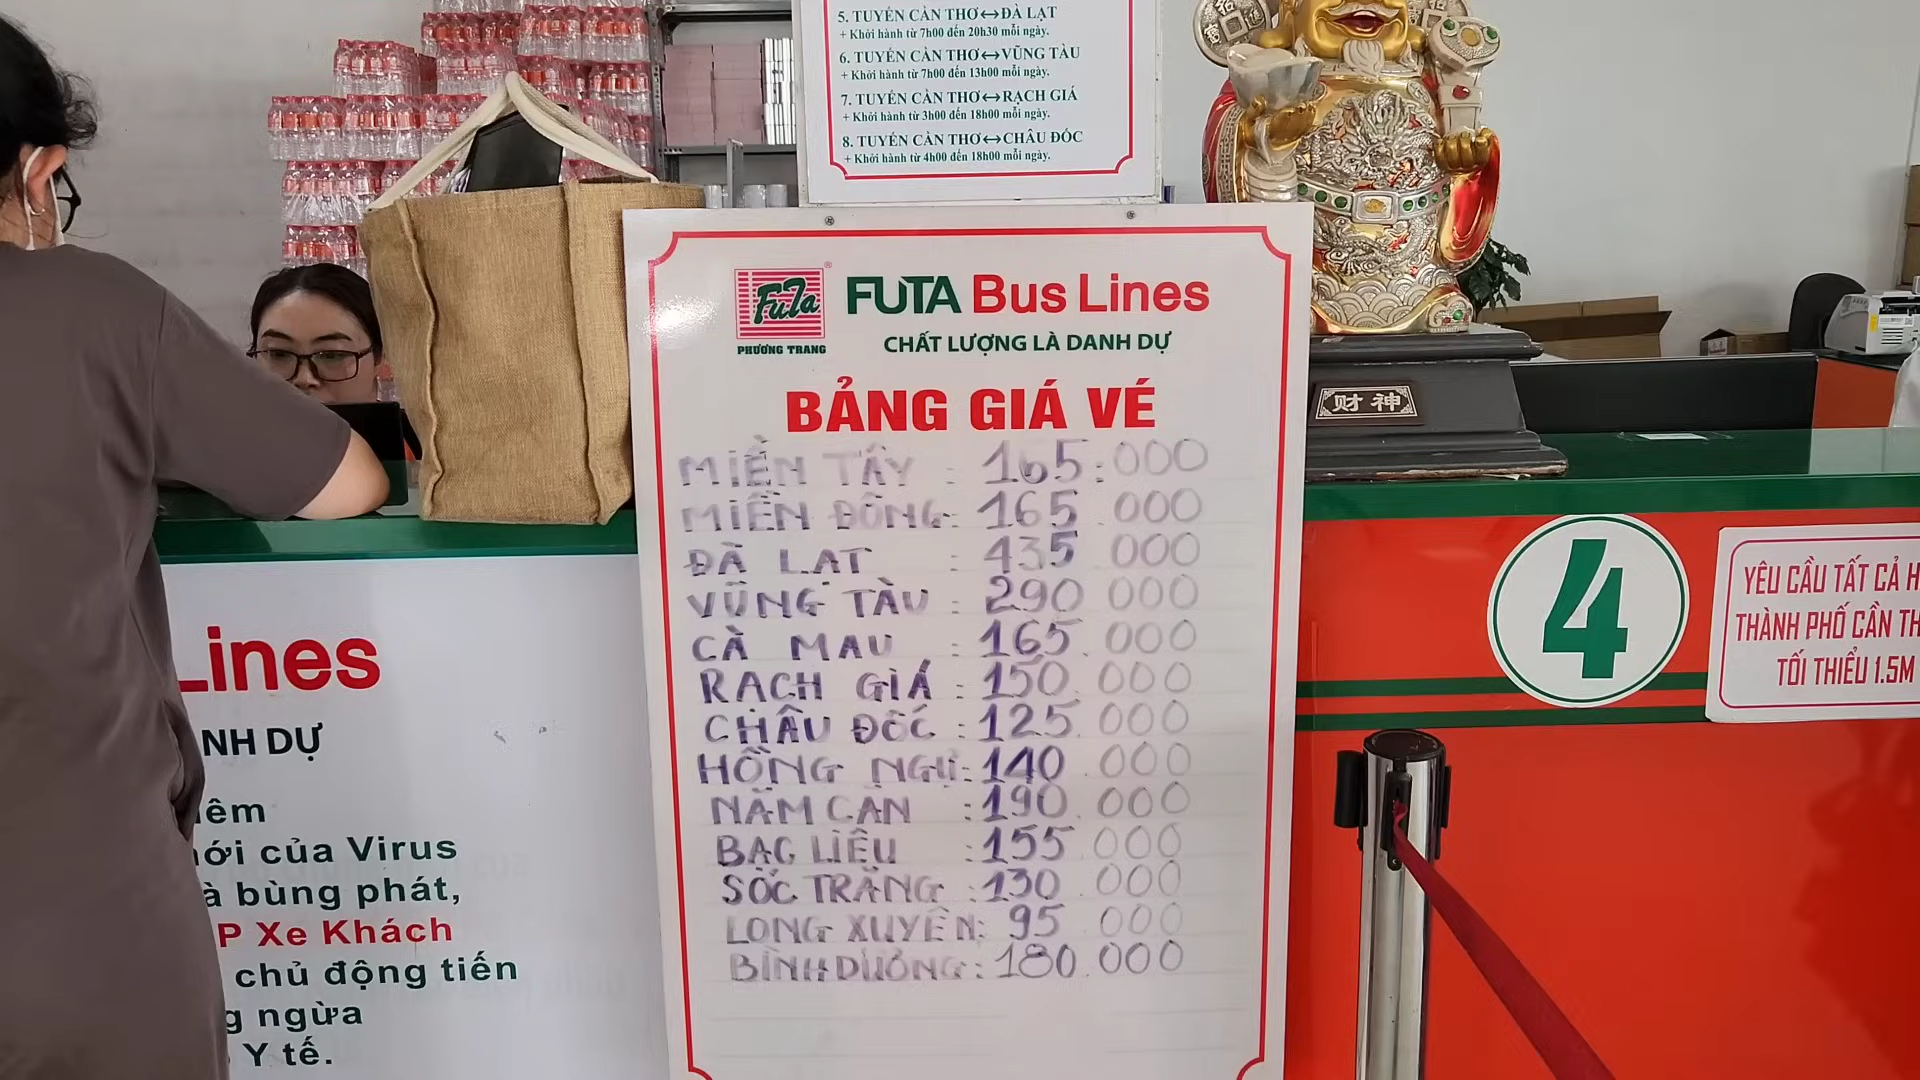 5. TUYẾN CẦN THƠ↔ĐÀ LẠT
+ Khởi hành từ 7h00 đến 20h30 mỗi ngày.
6. TUYẾN CẦN THƠ↔VŨNG TÀU
+ Khởi hành từ 7h00 đến 13h00 mỗi ngày.
7. TUYẾN CẦN THƠ↔RẠCH GIÁ
+ Khởi hành từ 3h00 đến 18h00 mỗi ngày.
8. TUYẾN CẦN THƠ↔CHÂU ĐỐC
+ Khởi hành từ 4h00 đến 18h00 mỗi ngày.
FuTa
PHƯƠNG TRANG
FUTA Bus Lines
CHẤT LƯỢNG LÀ DANH DỰ
BẢNG GIÁ VÉ
MIỀN TÂY : 165.000
MIỀN ĐÔNG: 165.000
ĐÀ LẠT : 435.000
VŨNG TÀU : 290.000
CÀ MAU : 165.000
RẠCH GIÁ : 150.000
CHÂU ĐỐC : 125.000
HỒNG NGỰ: 140.000
NĂM CĂN : 190.000
BẠC LIÊU : 155.000
SÓC TRĂNG : 130.000
LONG XUYÊN: 95.000
BÌNH DƯƠNG: 180.000
财神
4
YÊU CẦU TẤT CẢ H
THÀNH PHỐ CẦN TH
TỐI THIỂU 1.5M
Lines
NH DỰ
êm
ới của Virus
à bùng phát,
P Xe Khách
chủ động tiến
g ngừa
Y tế.